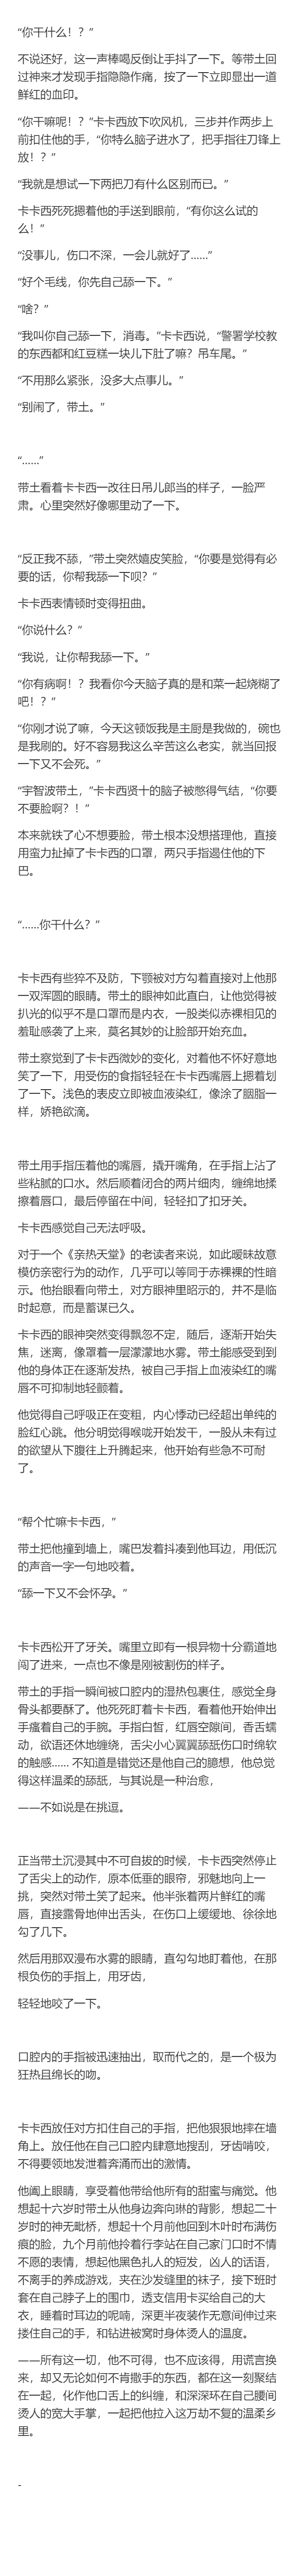 “你干什么！？”
不说还好，这一声棒喝反倒让手抖了一下。等带土回
过神来才发现手指隐隐作痛，按了一下立即显出一道
鲜红的血印。
“你干嘛呢！？”卡卡西放下吹风机，三步并作两步上
前扣住他的手，“你特么脑子进水了，把手指往刀锋上
放！？”
“我就是想试一下两把刀有什么区别而已。”
卡卡西死死摁着他的手送到眼前，“有你这么试的
么！”
“没事儿，伤口不深，一会儿就好了……”
“好个毛线，你先自己舔一下。”
“啥？”
“我叫你自己舔一下，消毒。”卡卡西说，“警署学校教
的东西都和红豆糕一块儿下肚了嘛？吊车尾。”
“不用那么紧张，没多大点事儿。”
“别闹了，带土。”
“……”
带土看着卡卡西一改往日吊儿郎当的样子，一脸严
肃。心里突然好像哪里动了一下。
“反正我不舔，”带土突然嬉皮笑脸，“你要是觉得有必
要的话，你帮我舔一下呗？”
卡卡西表情顿时变得扭曲。
“你说什么？”
“我说，让你帮我舔一下。”
“你有病啊！？我看你今天脑子真的是和菜一起烧糊了
吧！？”
“你刚才说了嘛，今天这顿饭我是主厨是我做的，碗也
是我刷的。好不容易我这么辛苦这么老实，就当回报
一下又不会死。”
“宇智波带土，”卡卡西贤十的脑子被憋得气结，“你要
不要脸啊？！”
本来就铁了心不想要脸，带土根本没想搭理他，直接
用蛮力扯掉了卡卡西的口罩，两只手指遏住他的下
巴。
“……你干什么？”
卡卡西有些猝不及防，下颚被对方勾着直接对上他那
一双浑圆的眼睛。带土的眼神如此直白，让他觉得被
扒光的似乎不是口罩而是内衣，一股类似赤裸相见的
羞耻感袭了上来，莫名其妙的让脸部开始充血。
带土察觉到了卡卡西微妙的变化，对着他不怀好意地
笑了一下，用受伤的食指轻轻在卡卡西嘴唇上摁着划
了一下。浅色的表皮立即被血液染红，像涂了胭脂一
样，娇艳欲滴。
带土用手指压着他的嘴唇，撬开嘴角，在手指上沾了
些粘腻的口水。然后顺着闭合的两片细肉，缠绵地揉
擦着唇口，最后停留在中间，轻轻扣了扣牙关。
卡卡西感觉自己无法呼吸。
对于一个《亲热天堂》的老读者来说，如此暧昧故意
模仿亲密行为的动作，几乎可以等同于赤裸裸的性暗
示。他抬眼看向带土，对方眼神里昭示的，并不是临
时起意，而是蓄谋已久。
卡卡西的眼神突然变得飘忽不定，随后，逐渐开始失
焦，迷离，像罩着一层濛濛地水雾。带土能感受到到
他的身体正在逐渐发热，被自己手指上血液染红的嘴
唇不可抑制地轻颤着。
他觉得自己呼吸正在变粗，内心悸动已经超出单纯的
脸红心跳。他分明觉得喉咙开始发干，一股从未有过
的欲望从下腹往上升腾起来，他开始有些急不可耐
了。
“帮个忙嘛卡卡西，”
带土把他撞到墙上，嘴巴发着抖凑到他耳边，用低沉
的声音一字一句地咬着。
“舔一下又不会怀孕。”
卡卡西松开了牙关。嘴里立即有一根异物十分霸道地
闯了进来，一点也不像是刚被割伤的样子。
带土的手指一瞬间被口腔内的湿热包裹住，感觉全身
骨头都要酥了。他死死盯着卡卡西，看着他开始伸出
手瘙着自己的手腕。手指白皙，红唇空隙间，香舌蠕
动，欲语还休地缠绕，舌尖小心翼翼舔舐伤口时绵软
的触感…… 不知道是错觉还是他自己的臆想，他总觉
得这样温柔的舔舐，与其说是一种治愈，
——不如说是在挑逗。
正当带土沉浸其中不可自拔的时候，卡卡西突然停止
了舌尖上的动作，原本低垂的眼帘，邪魅地向上一
挑，突然对带土笑了起来。他半张着两片鲜红的嘴
唇，直接露骨地伸出舌头，在伤口上缓缓地、徐徐地
勾了几下。
然后用那双漫布水雾的眼睛，直勾勾地盯着他，在那
根负伤的手指上，用牙齿，
轻轻地咬了一下。
口腔内的手指被迅速抽出，取而代之的，是一个极为
狂热且绵长的吻。
卡卡西放任对方扣住自己的手指，把他狠狠地摔在墙
角上。放任他在自己口腔内肆意地搜刮，牙齿啃咬，
不得要领地发泄着奔涌而出的激情。
他阖上眼睛，享受着他带给他所有的甜蜜与痛觉。他
想起十六岁时带土从他身边奔向琳的背影，想起二十
岁时的神无毗桥，想起十个月前他回到木叶时布满伤
痕的脸，九个月前他拎着行李站在自己家门口时不情
不愿的表情，想起他黑色扎人的短发，凶人的话语，
不离手的养成游戏，夹在沙发缝里的袜子，接下班时
套在自己脖子上的围巾，透支信用卡买给自己的大
衣，睡着时耳边的呢喃，深更半夜装作无意间伸过来
搂住自己的手，和钻进被窝时身体烫人的温度。
——所有这一切，他不可得，也不应该得，用谎言换
来，却又无论如何不肯撒手的东西，都在这一刻聚结
在一起，化作他口舌上的纠缠，和深深环在自己腰间
烫人的宽大手掌，一起把他拉入这万劫不复的温柔乡
里。
-